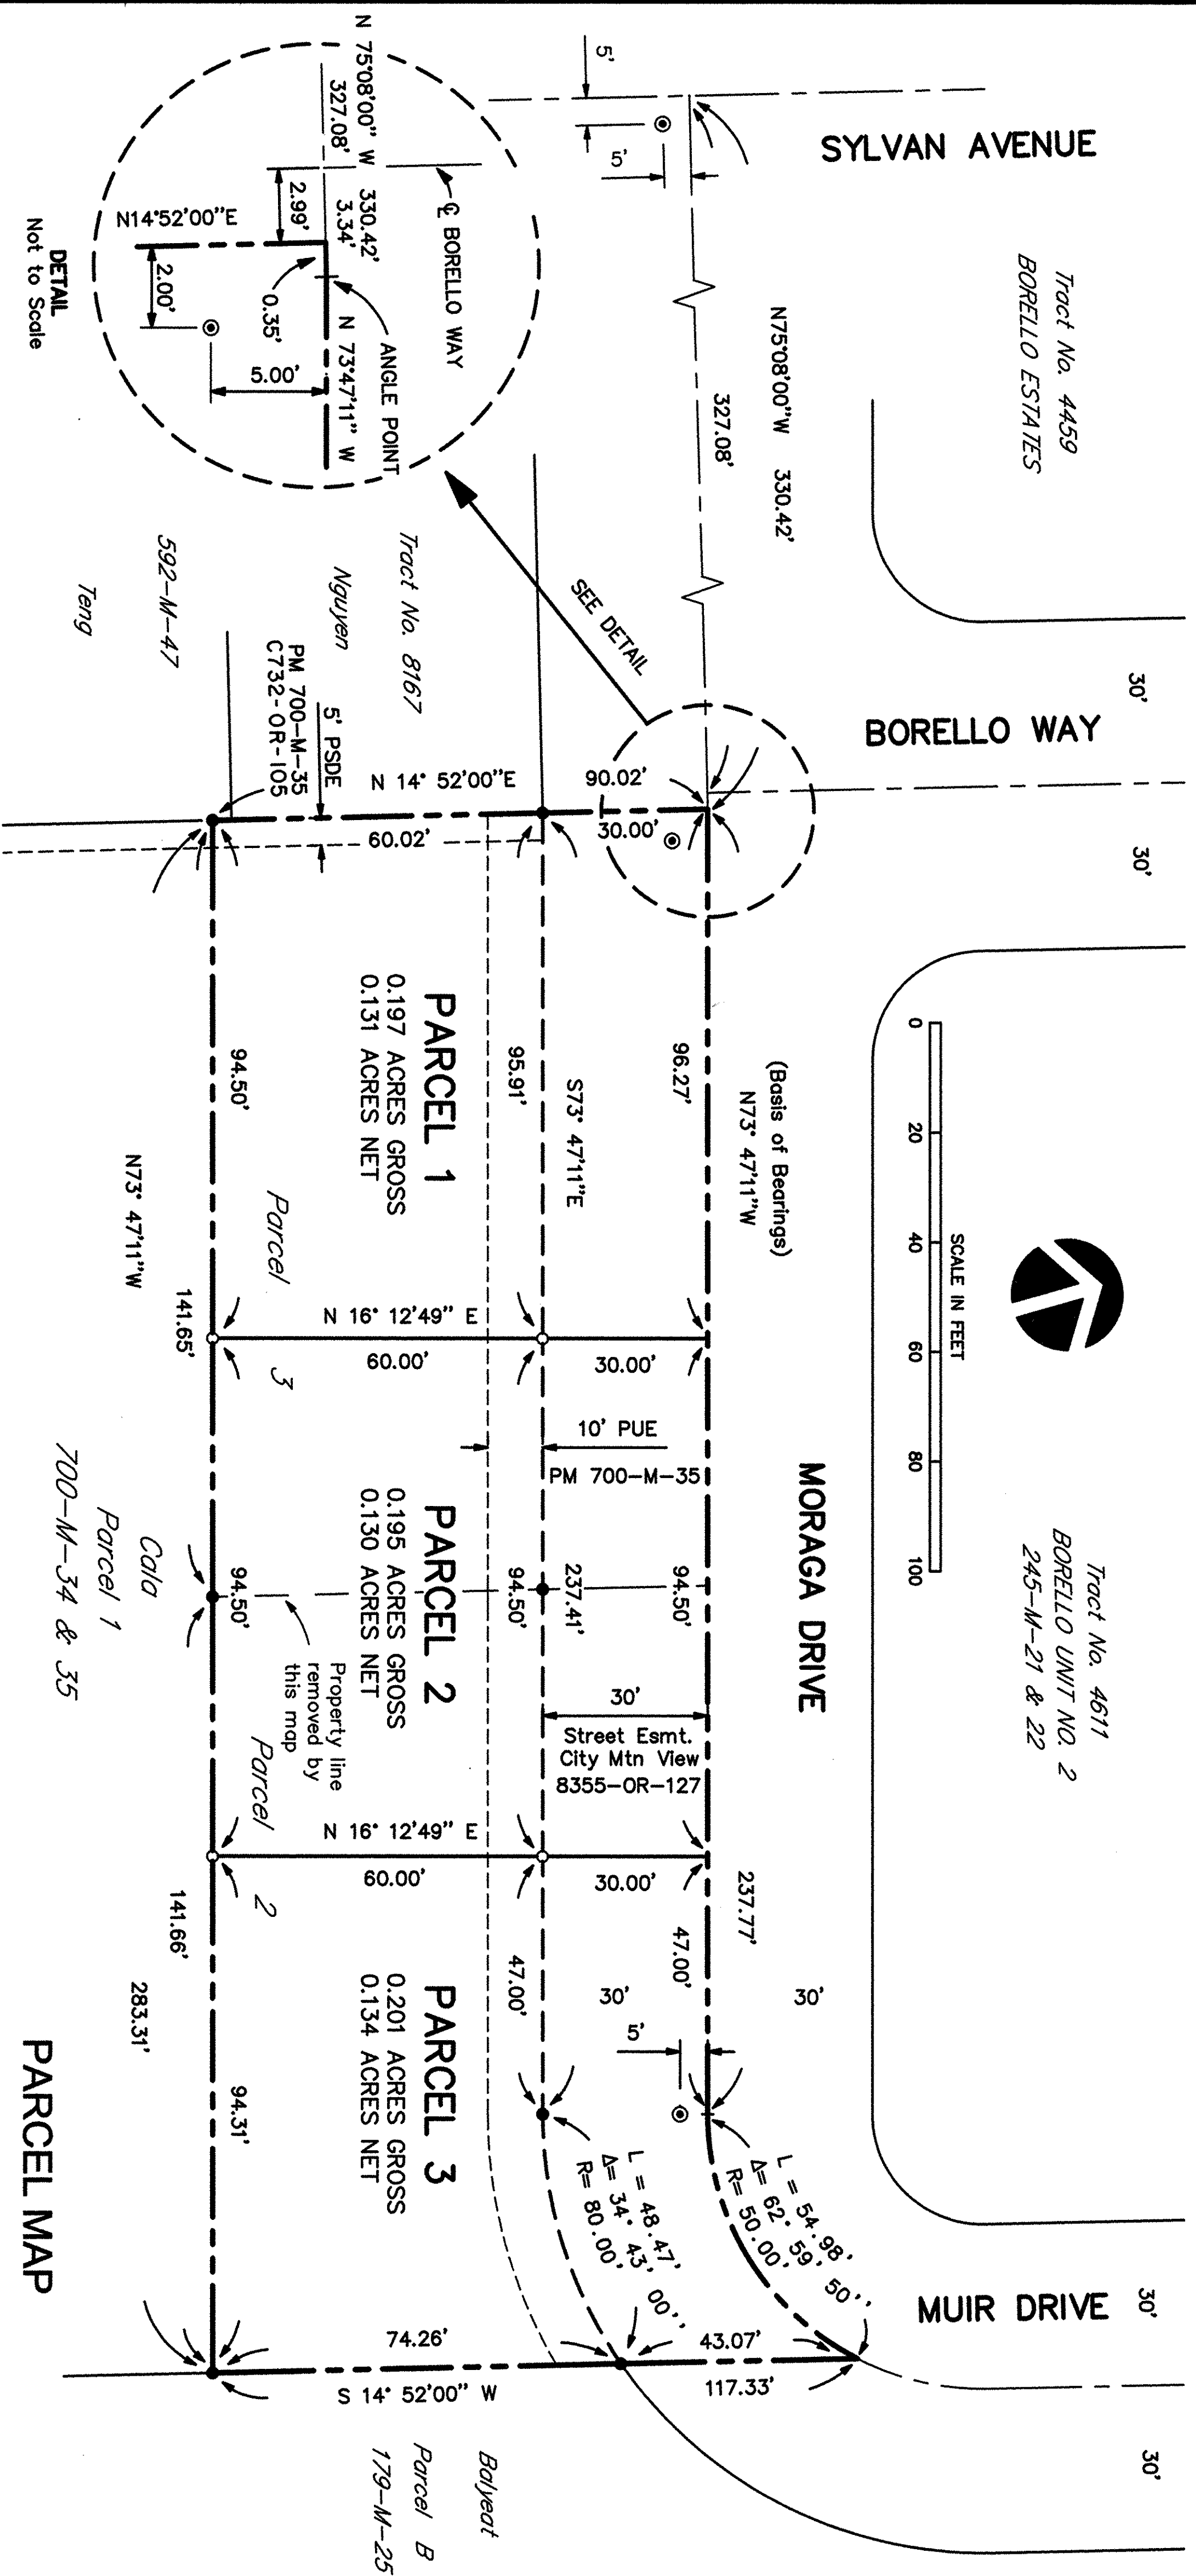 SYLVAN AVENUE
5'
5'
Tract No. 4459
BORELLO ESTATES
N75°08'00"W 330.42'
327.08'
N 75°08'00" W 330.42'
327.08' 3.34'
℄ BORELLO WAY
2.99'
N14°52'00"E
2.00'
0.35'
5.00'
ANGLE POINT
N 73°47'11" W
DETAIL
Not to Scale
SEE DETAIL
Tract No. 8167
Nguyen
592-M-47
Teng
30'
BORELLO WAY
30'
5' PSDE
PM 700-M-35
C732-OR-105
N 14° 52'00"E
90.02'
30.00'
60.02'
0 20 40 60 80 100
SCALE IN FEET
Tract No. 4611
BORELLO UNIT NO. 2
245-M-21 & 22
MORAGA DRIVE
(Basis of Bearings)
N73° 47'11"W
96.27'
94.50'
237.77'
47.00'
S73° 47'11"E
95.91'
237.41'
94.50'
47.00'
PARCEL 1
0.197 ACRES GROSS
0.131 ACRES NET
Parcel 3
94.50'
N73° 47'11"W
141.65'
N 16° 12'49" E
60.00'
30.00'
10' PUE
PM 700-M-35
PARCEL 2
0.195 ACRES GROSS
0.130 ACRES NET
94.50'
Property line
removed by
this map
30'
Street Esmt.
City Mtn View
8355-OR-127
Parcel 2
Cala
Parcel 1
700-M-34 & 35
N 16° 12'49" E
60.00'
30.00'
PARCEL 3
0.201 ACRES GROSS
0.134 ACRES NET
141.66'
283.31'
94.31'
30'
30'
5'
L = 54.98'
Δ= 62° 59' 50''
R= 50.00'
L = 48.47'
Δ= 34° 43' 00''
R= 80.00'
MUIR DRIVE
30'
30'
74.26'
43.07'
S 14° 52'00" W
117.33'
Balyeat
Parcel B
179-M-25
PARCEL MAP